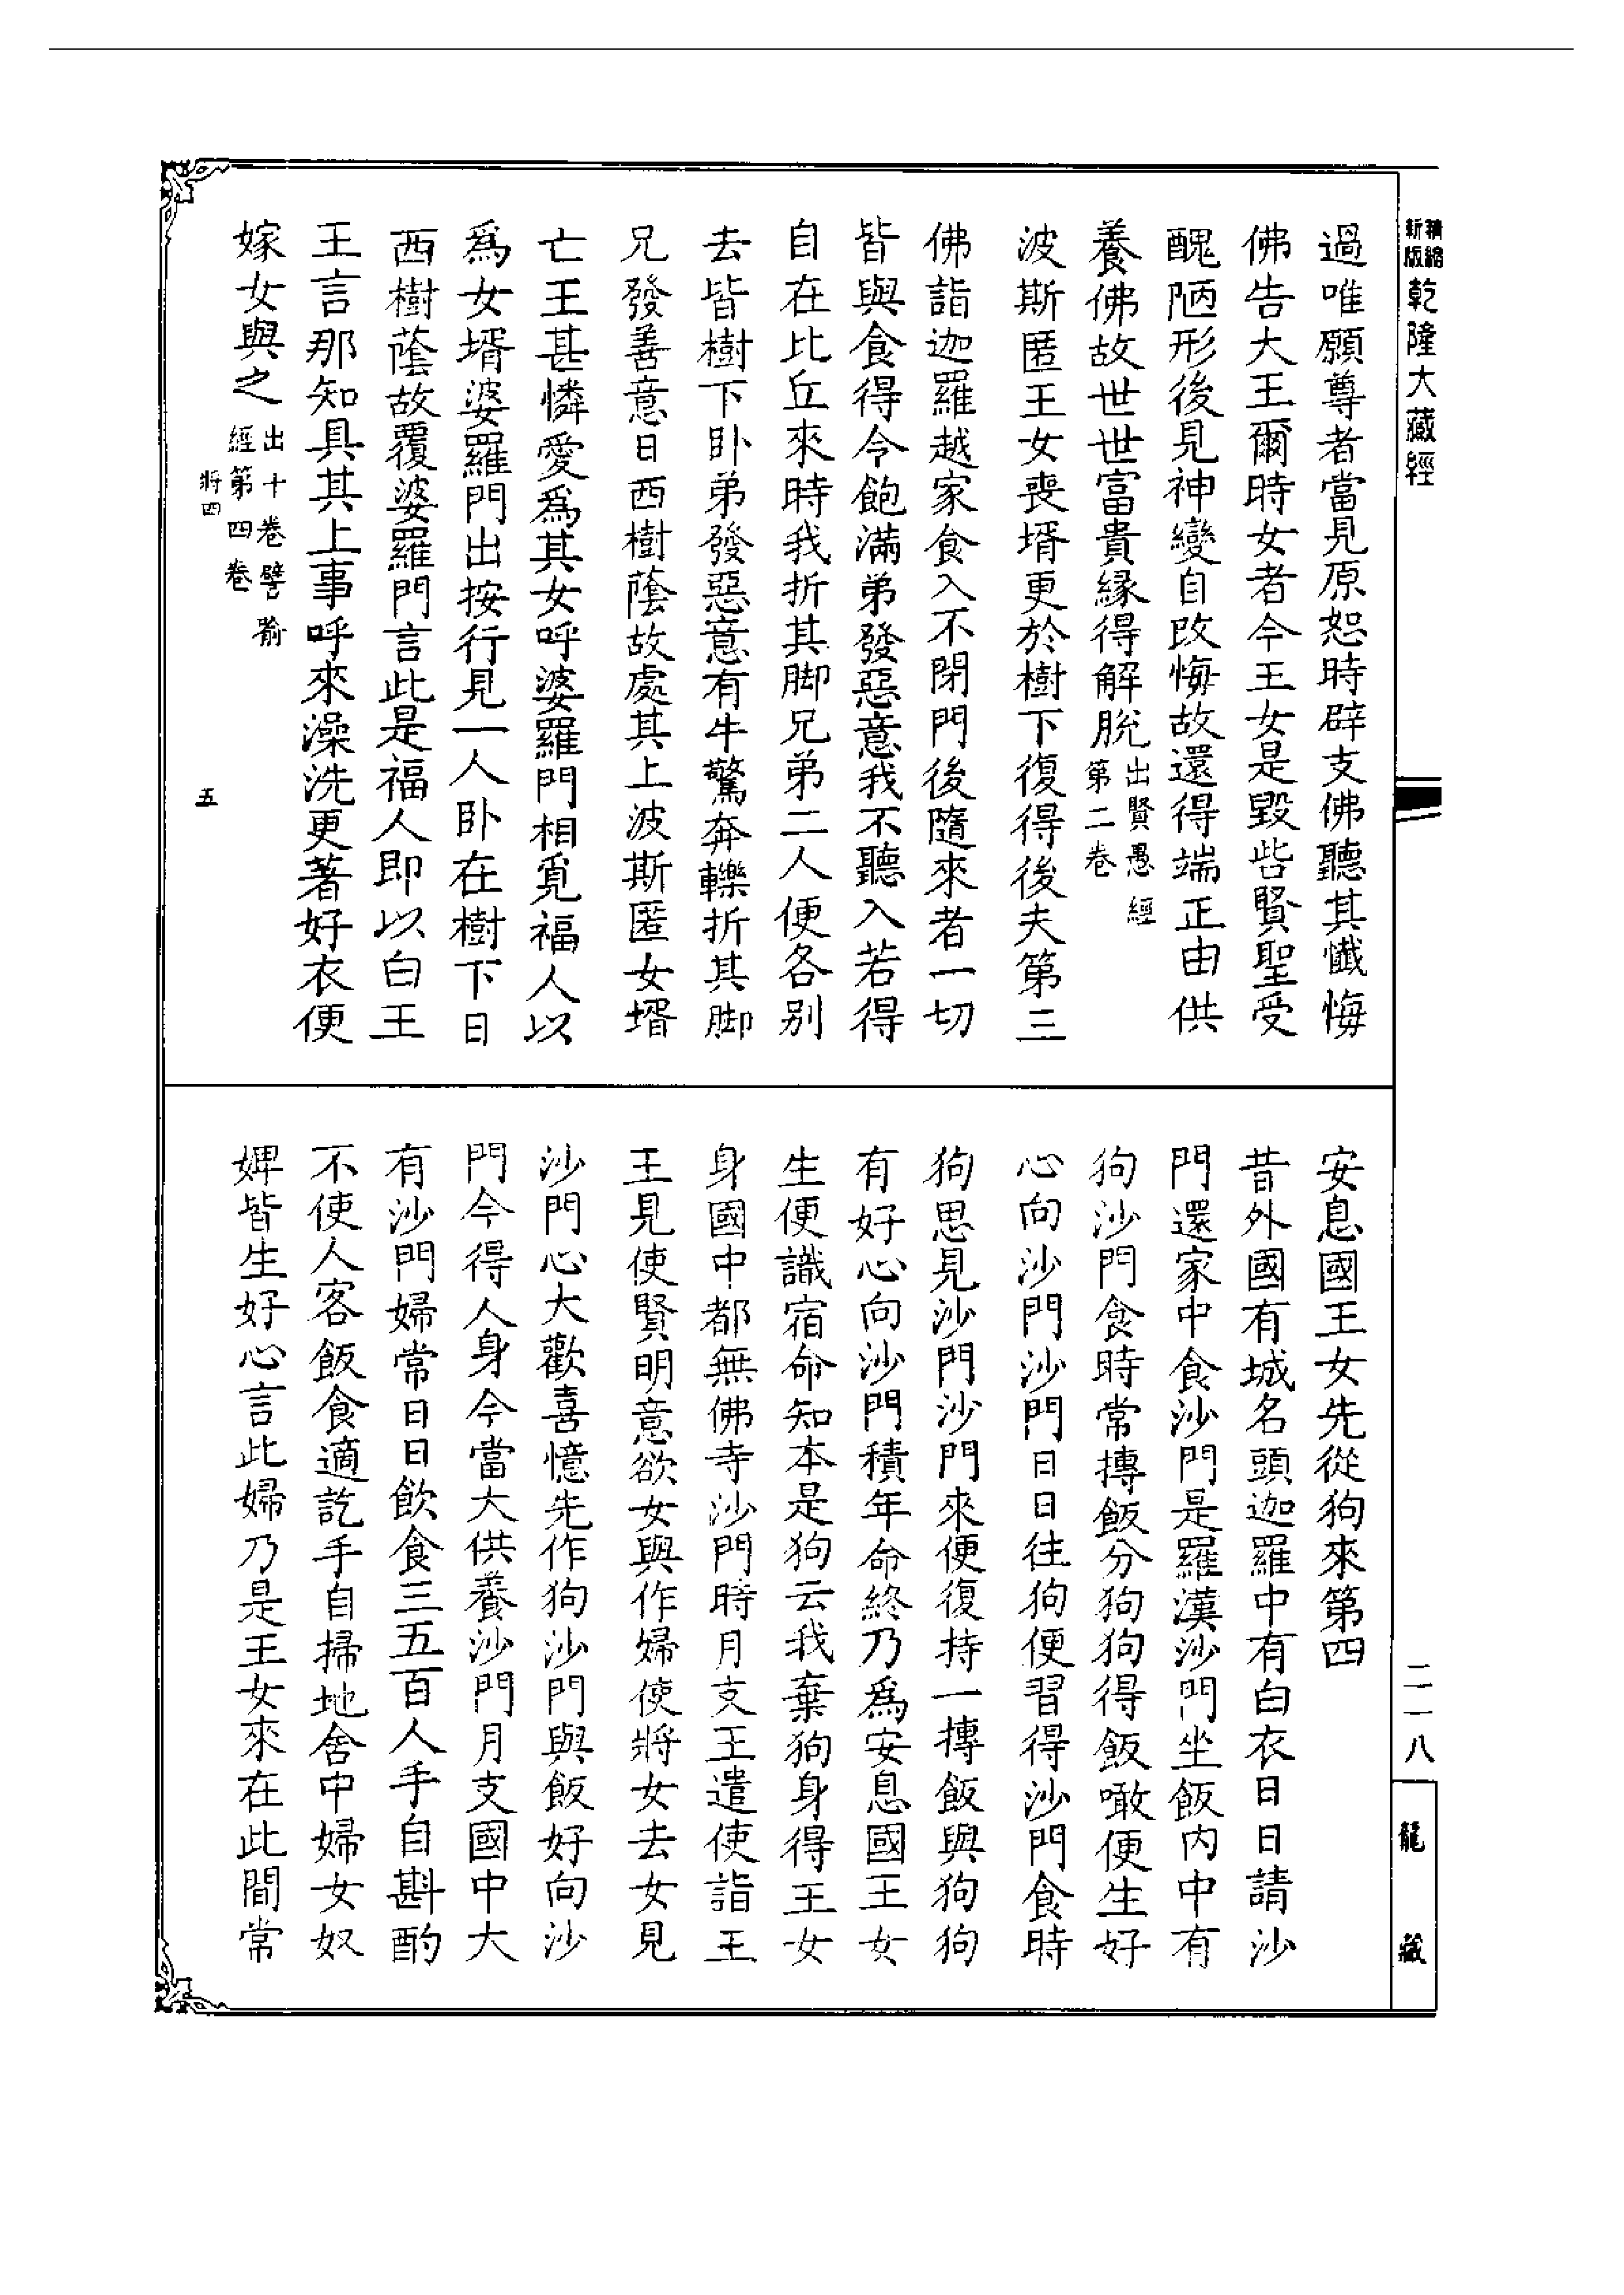 精縮
新版
乾隆大藏經
過唯願尊者當見原恕時辟支佛聽其懺悔
佛告大王爾時女者今王女是毀呰賢聖受
醜陋形後見神變自改悔故還得端正由供
養佛故世世富貴緣得解脫
出賢愚經
第二卷
波斯匿王女喪壻更於樹下復得後夫第三
佛詣迦羅越家食入不閉門後隨來者一切
皆與食得今飽滿弟發惡意我不聽入若得
自在比丘來時我折其脚兄弟二人便各別
去皆樹下卧弟發惡意有牛驚奔轢折其脚
兄發善意日西樹蔭故處其上波斯匿女壻
亡王甚憐愛爲其女呼婆羅門相覓福人以
爲女壻婆羅門出按行見一人卧在樹下日
西樹蔭故覆婆羅門言此是福人即以白王
王言那知具其上事呼來澡洗更著好衣便
嫁女與之
出十卷譬喻
經第四卷
將四
五
安息國王女先從狗來第四
昔外國有城名頭迦羅中有白衣日日請沙
門還家中食沙門是羅漢沙門坐飯内中有
狗沙門食時常摶飯分狗狗得飯噉便生好
心向沙門沙門日日往狗便習得沙門食時
狗思見沙門沙門來便復持一摶飯與狗狗
有好心向沙門積年命終乃爲安息國王女
生便識宿命知本是狗云我棄狗身得王女
身國中都無佛寺沙門時月支王遣使詣王
王見使賢明意欲女與作婦使將女去女見
沙門心大歡喜憶先作狗沙門與飯好向沙
門今得人身今當大供養沙門月支國中大
有沙門婦常日日飲食三五百人手自斟酌
不使人客飯食適訖手自掃地舍中婦女奴
婢皆生好心言此婦乃是王女來在此間常
二一八
龍藏